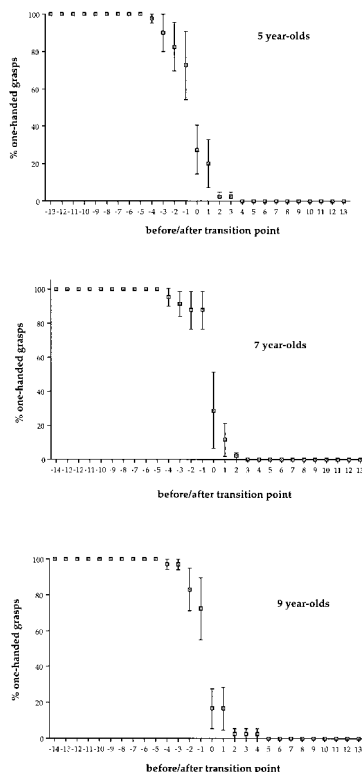 100
5 year-olds
80
60
% one-handed grasps
40
20
0
-13 -12 -11 -10 -9 -8 -7 -6 -5 -4 -3 -2 -1 0 1 2 3 4 5 6 7 8 9 10 11 12 13
before/after transition point
100
80
7 year-olds
60
% one-handed grasps
40
20
0
-14 -13 -12 -11 -10 -9 -8 -7 -6 -5 -4 -3 -2 -1 0 1 2 3 4 5 6 7 8 9 10 11 12 13
before/after transition point
100
80
9 year-olds
60
% one-handed grasps
40
20
0
-14 -13 -12 -11 -10 -9 -8 -7 -6 -5 -4 -3 -2 -1 0 1 2 3 4 5 6 7 8 9 10 11 12 13
before/after transition point